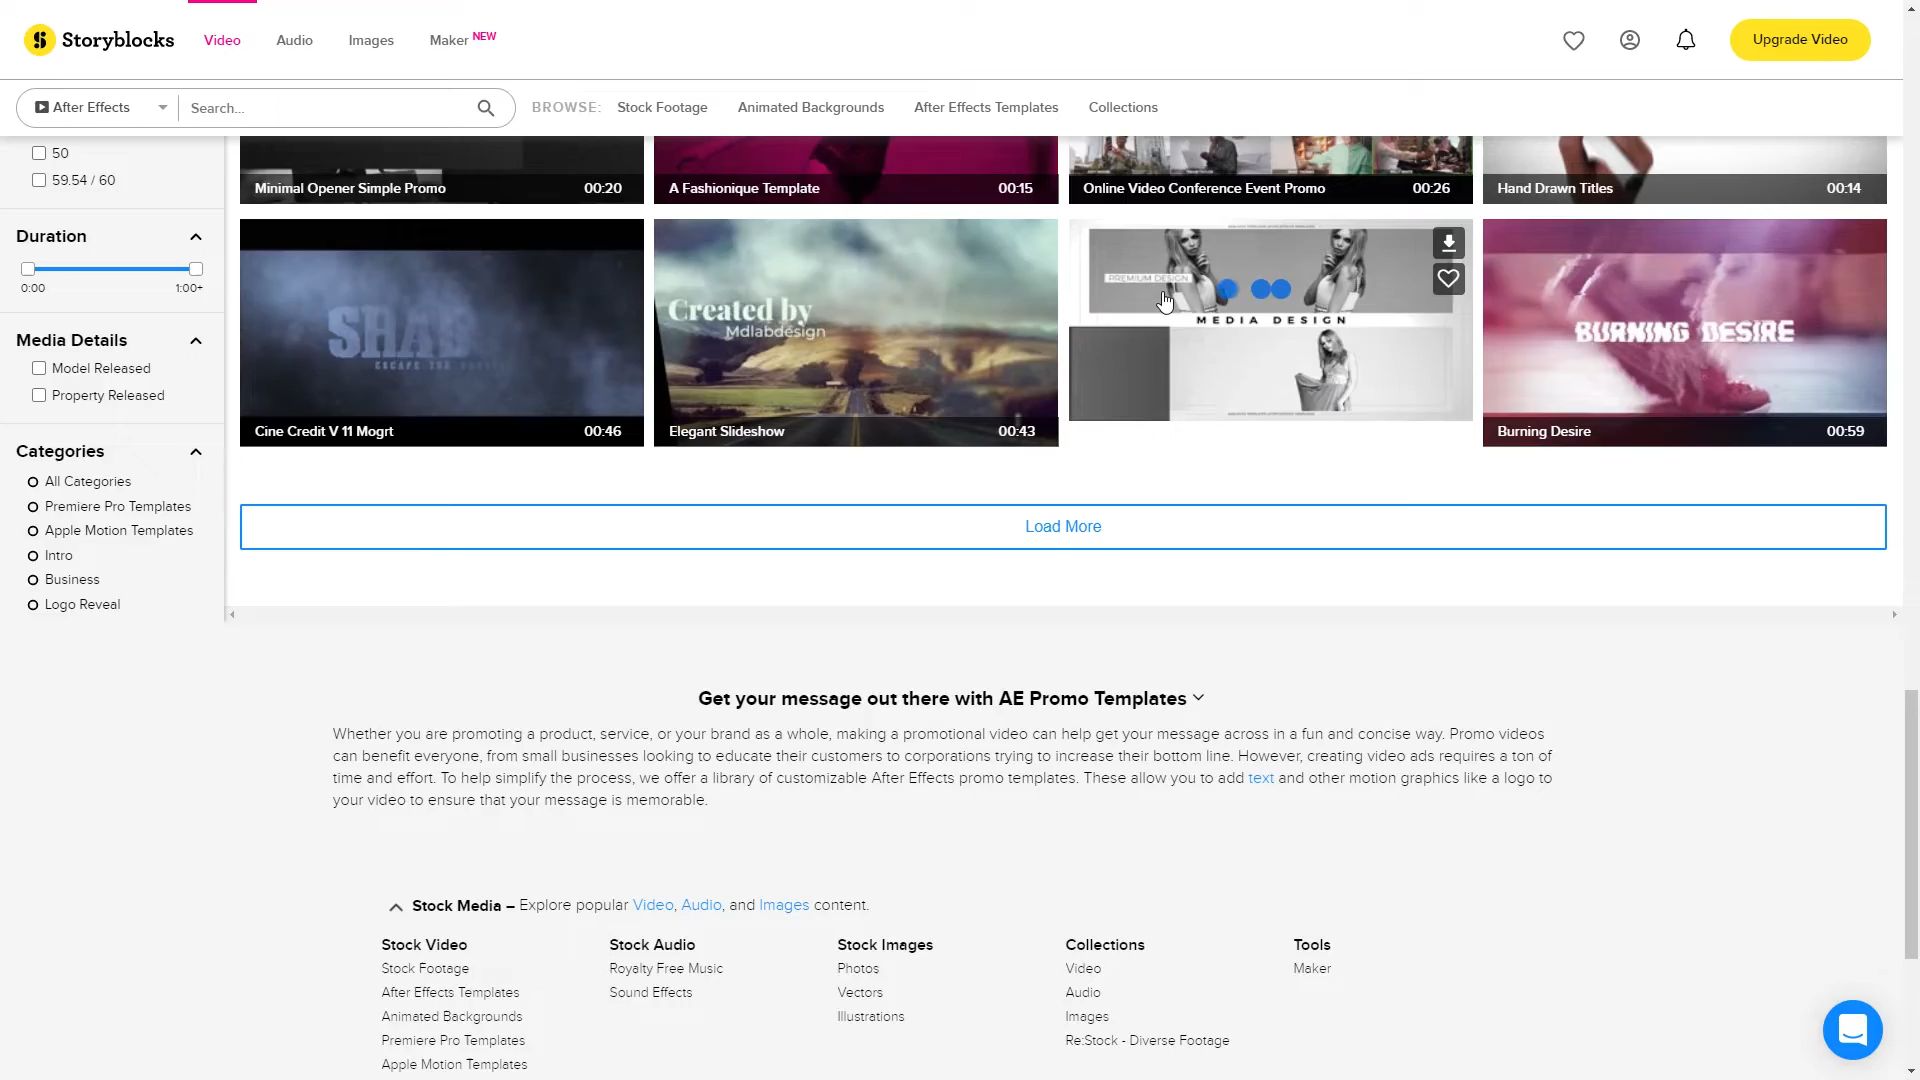 Storyblocks
Video
Audio
Images
Maker NEW
Upgrade Video
After Effects
Search...
BROWSE:
Stock Footage
Animated Backgrounds
After Effects Templates
Collections
50
59.54 / 60
Minimal Opener Simple Promo 00:20
A Fashionique Template 00:15
Online Video Conference Event Promo 00:26
Hand Drawn Titles 00:14
Duration
0:00 1:00+
Media Details
Model Released
Property Released
Categories
All Categories
Premiere Pro Templates
Apple Motion Templates
Intro
Business
Logo Reveal
Cine Credit V 11 Mogrt 00:46
Created by
Mdlabdesign
Elegant Slideshow 00:43
PREMIUM DESIGN
MEDIA DESIGN
BURNING DESIRE
Burning Desire 00:59
Load More
Get your message out there with AE Promo Templates
Whether you are promoting a product, service, or your brand as a whole, making a promotional video can help get your message across in a fun and concise way. Promo videos
can benefit everyone, from small businesses looking to educate their customers to corporations trying to increase their bottom line. However, creating video ads requires a ton of
time and effort. To help simplify the process, we offer a library of customizable After Effects promo templates. These allow you to add text and other motion graphics like a logo to
your video to ensure that your message is memorable.
Stock Media – Explore popular Video, Audio, and Images content.
Stock Video
Stock Footage
After Effects Templates
Animated Backgrounds
Premiere Pro Templates
Apple Motion Templates
Stock Audio
Royalty Free Music
Sound Effects
Stock Images
Photos
Vectors
Illustrations
Collections
Video
Audio
Images
Re:Stock - Diverse Footage
Tools
Maker